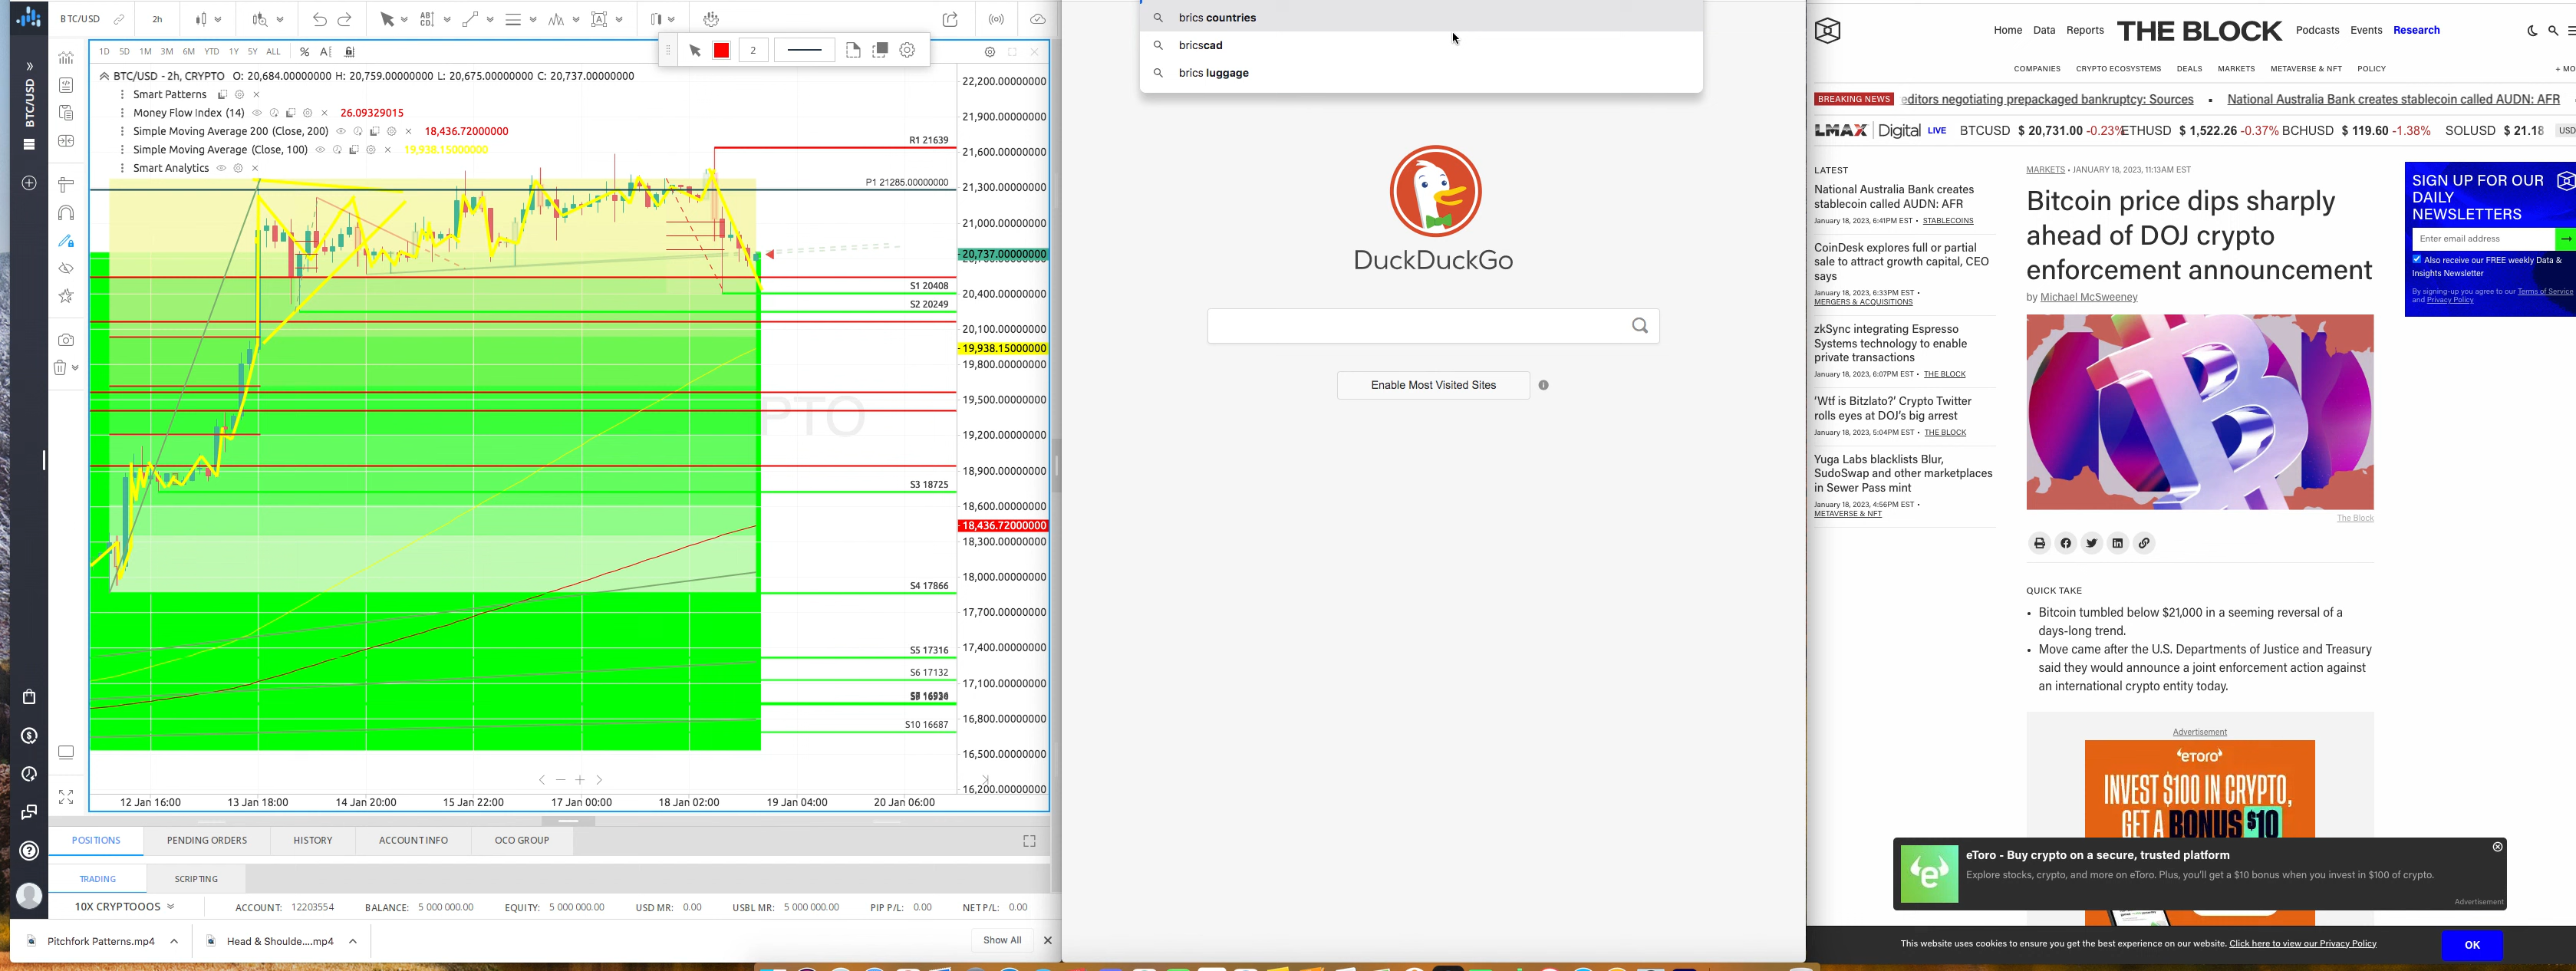 BTC/USD
2h
AB
CD
1D 5D 1M 3M 6M YTD 1Y 5Y ALL % A
2
BTC/USD - 2h, CRYPTO O: 20,684.00000000 H: 20,759.00000000 L: 20,675.00000000 C: 20,737.00000000
Smart Patterns
Money Flow Index (14) 26.09329015
Simple Moving Average 200 (Close, 200) 18,436.72000000
Simple Moving Average (Close, 100) 19,938.15000000
Smart Analytics
BTC/USD
R1 21639
P1 21285.00000000
S1 20408
S2 20249
S3 18725
S4 17866
S5 17316
S6 17132
S10 16687
PTO
22,200.00000000
21,900.00000000
21,600.00000000
21,300.00000000
21,000.00000000
20,737.00000000
20,400.00000000
20,100.00000000
19,938.15000000
19,800.00000000
19,500.00000000
19,200.00000000
18,900.00000000
18,600.00000000
18,436.72000000
18,300.00000000
18,000.00000000
17,700.00000000
17,400.00000000
17,100.00000000
16,800.00000000
16,500.00000000
16,200.00000000
12 Jan 16:00 13 Jan 18:00 14 Jan 20:00 15 Jan 22:00 17 Jan 00:00 18 Jan 02:00 19 Jan 04:00 20 Jan 06:00
POSITIONS PENDING ORDERS HISTORY ACCOUNT INFO OCO GROUP
TRADING SCRIPTING
10X CRYPTOOOS ACCOUNT: 12203554 BALANCE: 5 000 000.00 EQUITY: 5 000 000.00 USD MR: 0.00 USBL MR: 5 000 000.00 PIP P/L: 0.00 NET P/L: 0.00
Pitchfork Patterns.mp4 Head & Shoulde....mp4 Show All
brics countries
bricscad
brics luggage
DuckDuckGo
Enable Most Visited Sites
Home Data Reports THE BLOCK Podcasts Events Research
COMPANIES CRYPTO ECOSYSTEMS DEALS MARKETS METAVERSE & NFT POLICY + MO
BREAKING NEWS editors negotiating prepackaged bankruptcy: Sources • National Australia Bank creates stablecoin called AUDN: AFR
LMAX Digital LIVE BTCUSD $ 20,731.00 -0.23% ETHUSD $ 1,522.26 -0.37% BCHUSD $ 119.60 -1.38% SOLUSD $ 21.18 USD
LATEST
National Australia Bank creates
stablecoin called AUDN: AFR
January 18, 2023, 6:41PM EST • STABLECOINS
CoinDesk explores full or partial
sale to attract growth capital, CEO
says
January 18, 2023, 6:33PM EST •
MERGERS & ACQUISITIONS
zkSync integrating Espresso
Systems technology to enable
private transactions
January 18, 2023, 6:07PM EST • THE BLOCK
'Wtf is Bitzlato?' Crypto Twitter
rolls eyes at DOJ's big arrest
January 18, 2023, 5:04PM EST • THE BLOCK
Yuga Labs blacklists Blur,
SudoSwap and other marketplaces
in Sewer Pass mint
January 18, 2023, 4:56PM EST •
METAVERSE & NFT
MARKETS • JANUARY 18, 2023, 11:13AM EST
Bitcoin price dips sharply
ahead of DOJ crypto
enforcement announcement
by Michael McSweeney
The Block
QUICK TAKE
• Bitcoin tumbled below $21,000 in a seeming reversal of a
days-long trend.
• Move came after the U.S. Departments of Justice and Treasury
said they would announce a joint enforcement action against
an international crypto entity today.
Advertisement
eToro
INVEST $100 IN CRYPTO,
GET A BONUS $10
SIGN UP FOR OUR
DAILY
NEWSLETTERS
Enter email address
Also receive our FREE weekly Data &
Insights Newsletter
By signing-up you agree to our Terms of Service
and Privacy Policy
eToro - Buy crypto on a secure, trusted platform
Explore stocks, crypto, and more on eToro. Plus, you'll get a $10 bonus when you invest in $100 of crypto.
Advertisement
This website uses cookies to ensure you get the best experience on our website. Click here to view our Privacy Policy
OK